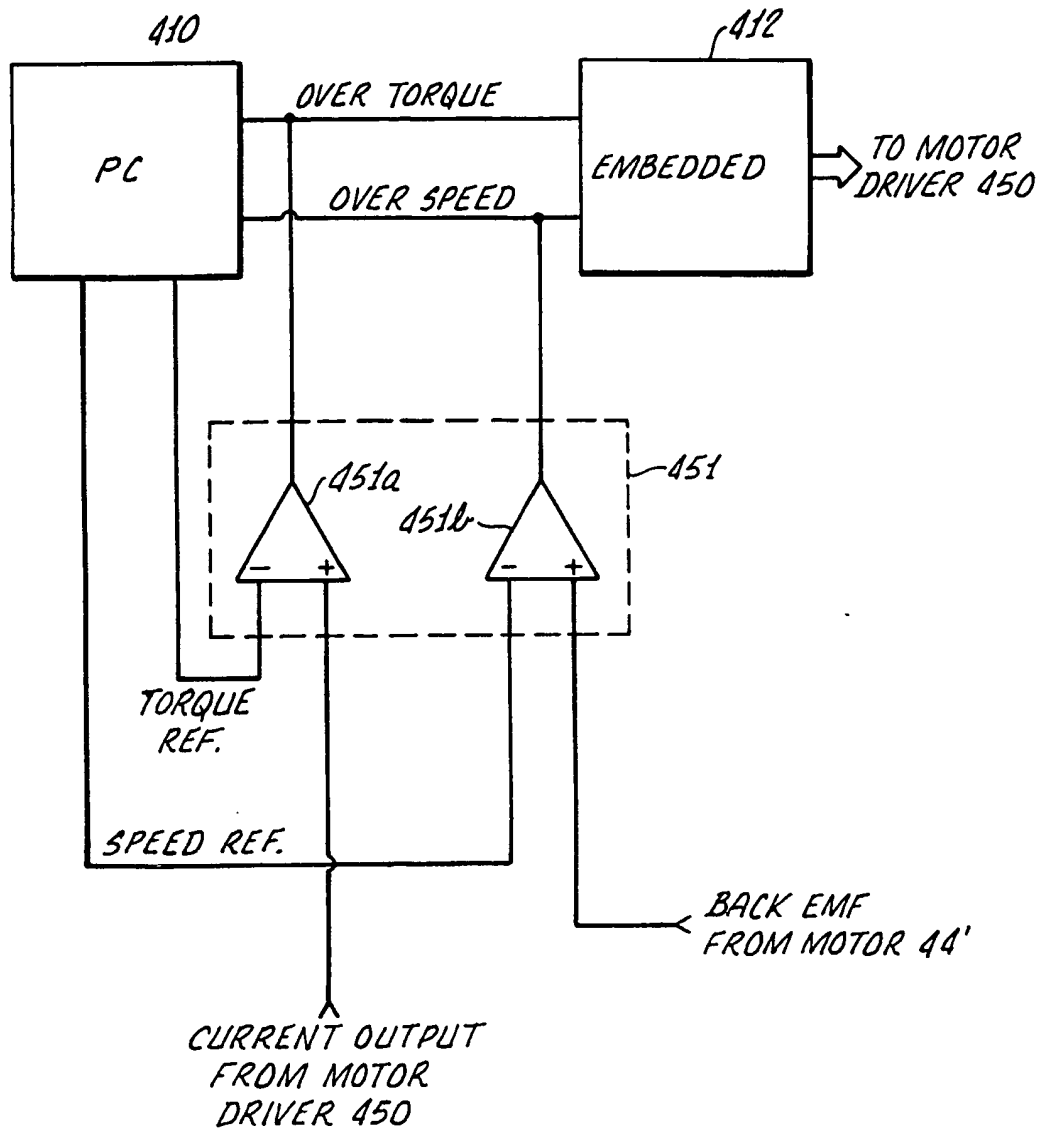 410
412
OVER TORQUE
PC
EMBEDDED
TO MOTOR
DRIVER 450
OVER SPEED
451a
451b
451
- +
- +
TORQUE
REF.
SPEED REF.
BACK EMF
FROM MOTOR 44'
CURRENT OUTPUT
FROM MOTOR
DRIVER 450